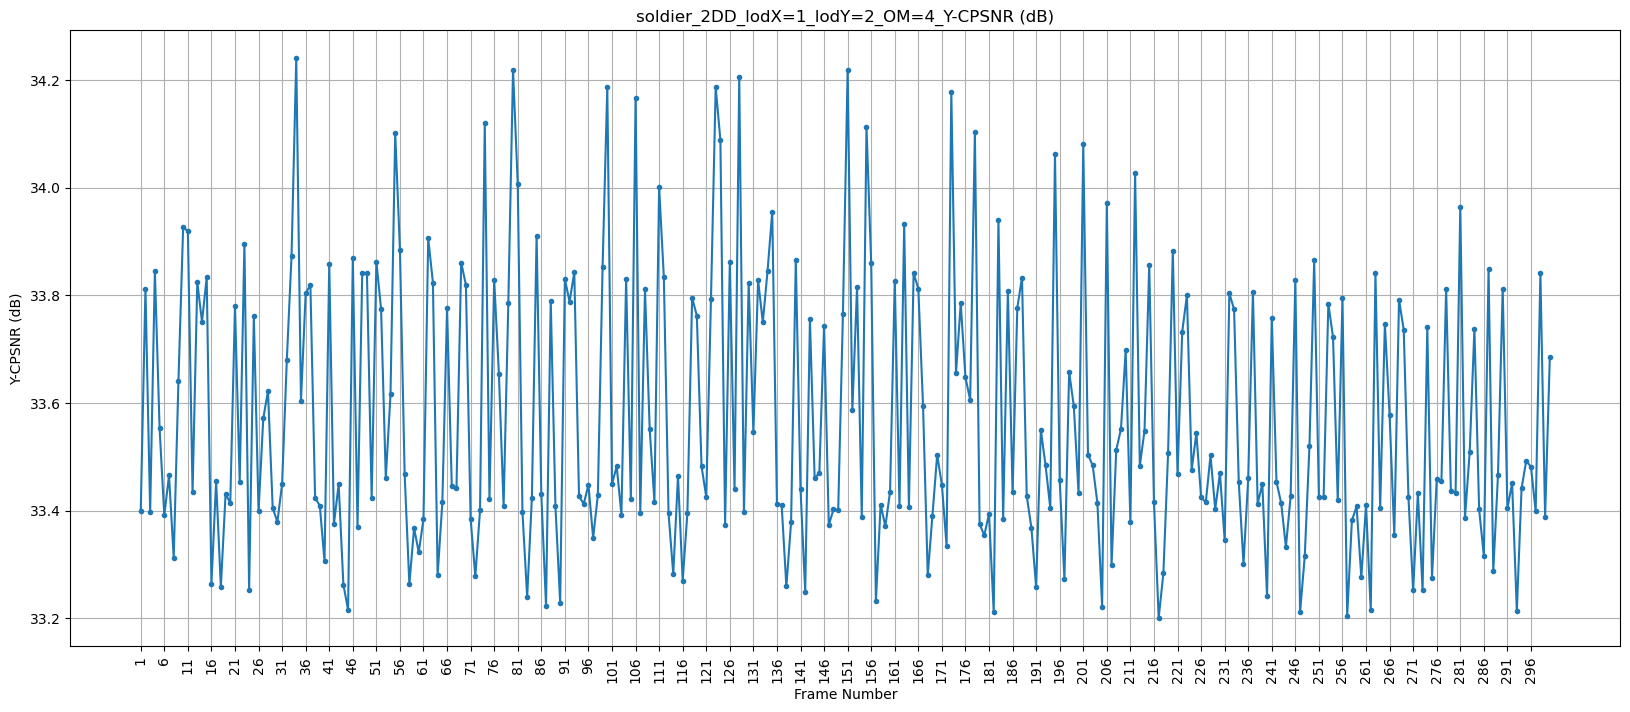 soldier_2DD_lodX=1_lodY=2_OM=4_Y-CPSNR (dB)
Y-CPSNR (dB)
34.2
34.0
33.8
33.6
33.4
33.2
1 6 11 16 21 26 31 36 41 46 51 56 61 66 71 76 81 86 91 96 101 106 111 116 121 126 131 136 141 146 151 156 161 166 171 176 181 186 191 196 201 206 211 216 221 226 231 236 241 246 251 256 261 266 271 276 281 286 291 296
Frame Number